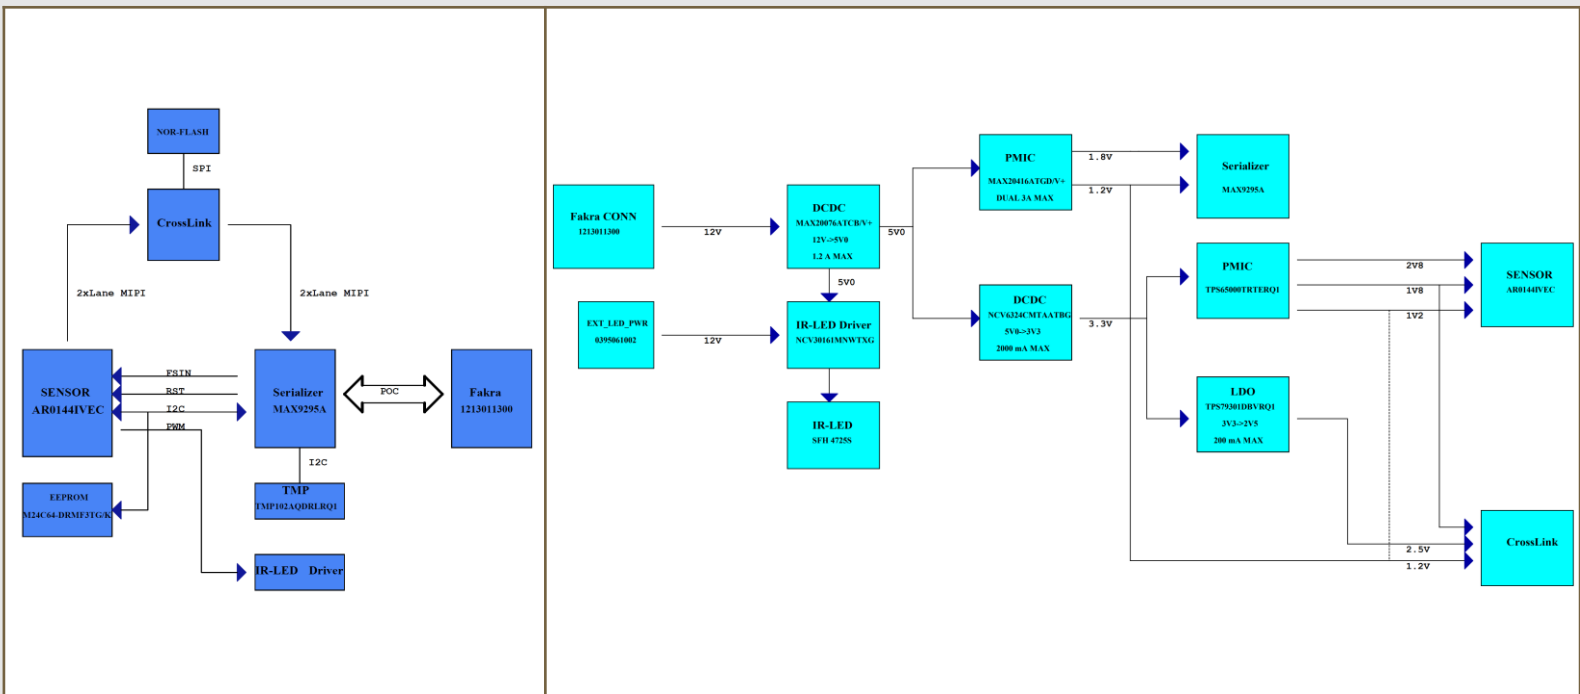 NOR-FLASH
SPI
CrossLink
2xLane MIPI
2xLane MIPI
SENSOR
AR0144IVEC
FSIN
RST
I2C
PWM
Serializer
MAX9295A
POC
Fakra
1213011300
I2C
EEPROM
M24C64-DRMF3TG/K
TMP
TMP102AQDRLRQ1
IR-LED Driver
Fakra CONN
1213011300
12V
DCDC
MAX20076ATCB/V+
12V->5V0
1.2 A MAX
5V0
5V0
EXT_LED_PWR
0395061002
12V
IR-LED Driver
NCV30161MNWTXG
IR-LED
SFH 4725S
PMIC
MAX20416ATGD/V+
DUAL 3A MAX
1.8V
1.2V
Serializer
MAX9295A
DCDC
NCV6324CMTAATBG
5V0->3V3
2000 mA MAX
3.3V
PMIC
TPS65000TRTERQ1
2V8
1V8
1V2
SENSOR
AR0144IVEC
LDO
TPS79301DBVRQ1
3V3->2V5
200 mA MAX
2.5V
1.2V
CrossLink